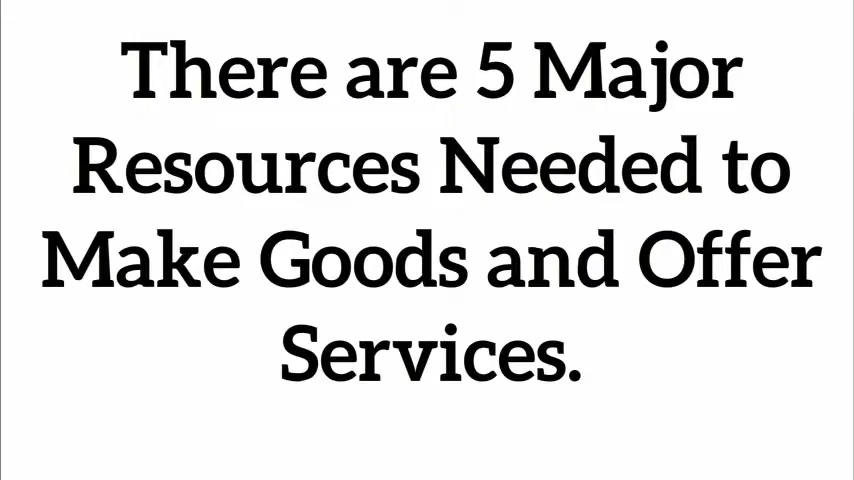 There are 5 Major
Resources Needed to
Make Goods and Offer
Services.